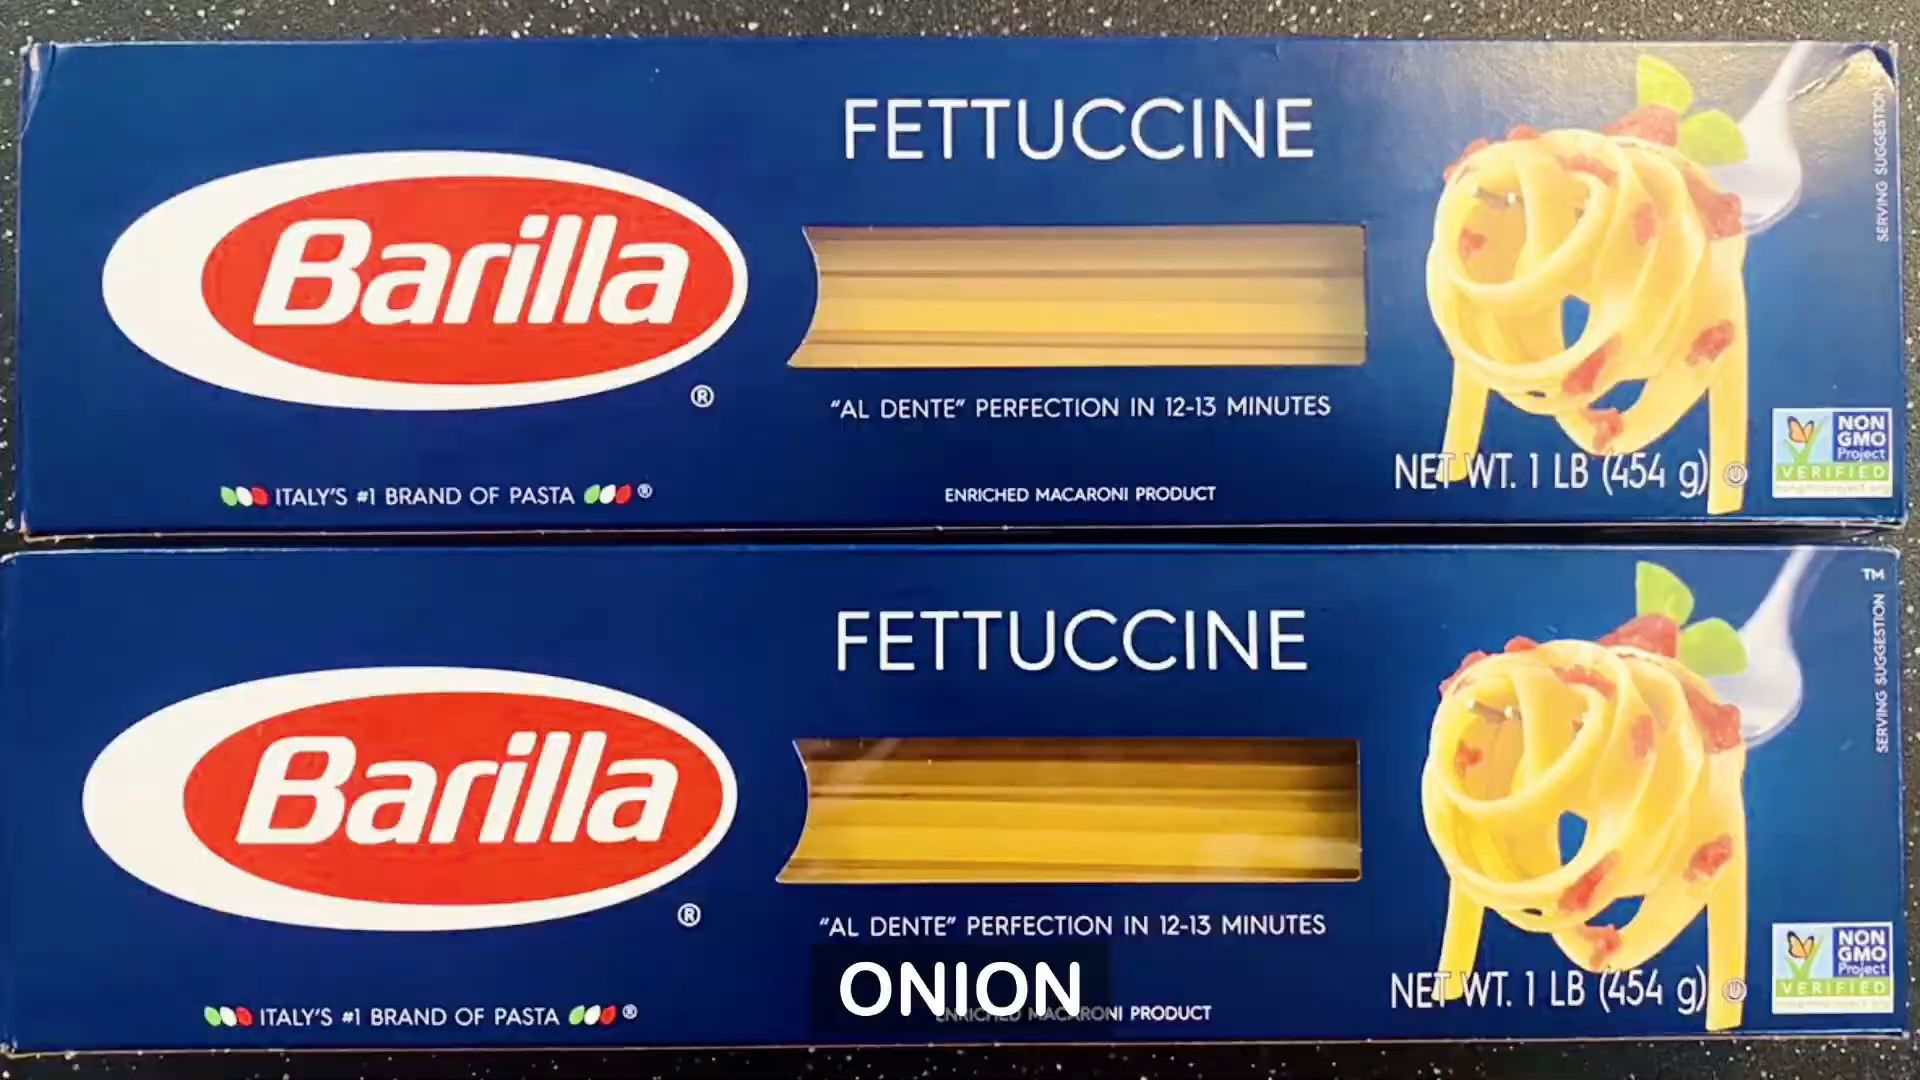 FETTUCCINE
SERVING SUGGESTION
Barilla
®
"AL DENTE" PERFECTION IN 12-13 MINUTES
NON
GMO
Project
VERIFIED
NET WT. 1 LB (454 g) U
ITALY'S #1 BRAND OF PASTA ®
ENRICHED MACARONI PRODUCT
TM
FETTUCCINE
SERVING SUGGESTION
Barilla
®
"AL DENTE" PERFECTION IN 12-13 MINUTES
NON
GMO
Project
VERIFIED
NET WT. 1 LB (454 g) U
ONION
ITALY'S #1 BRAND OF PASTA ®
ENRICHED MACARONI PRODUCT